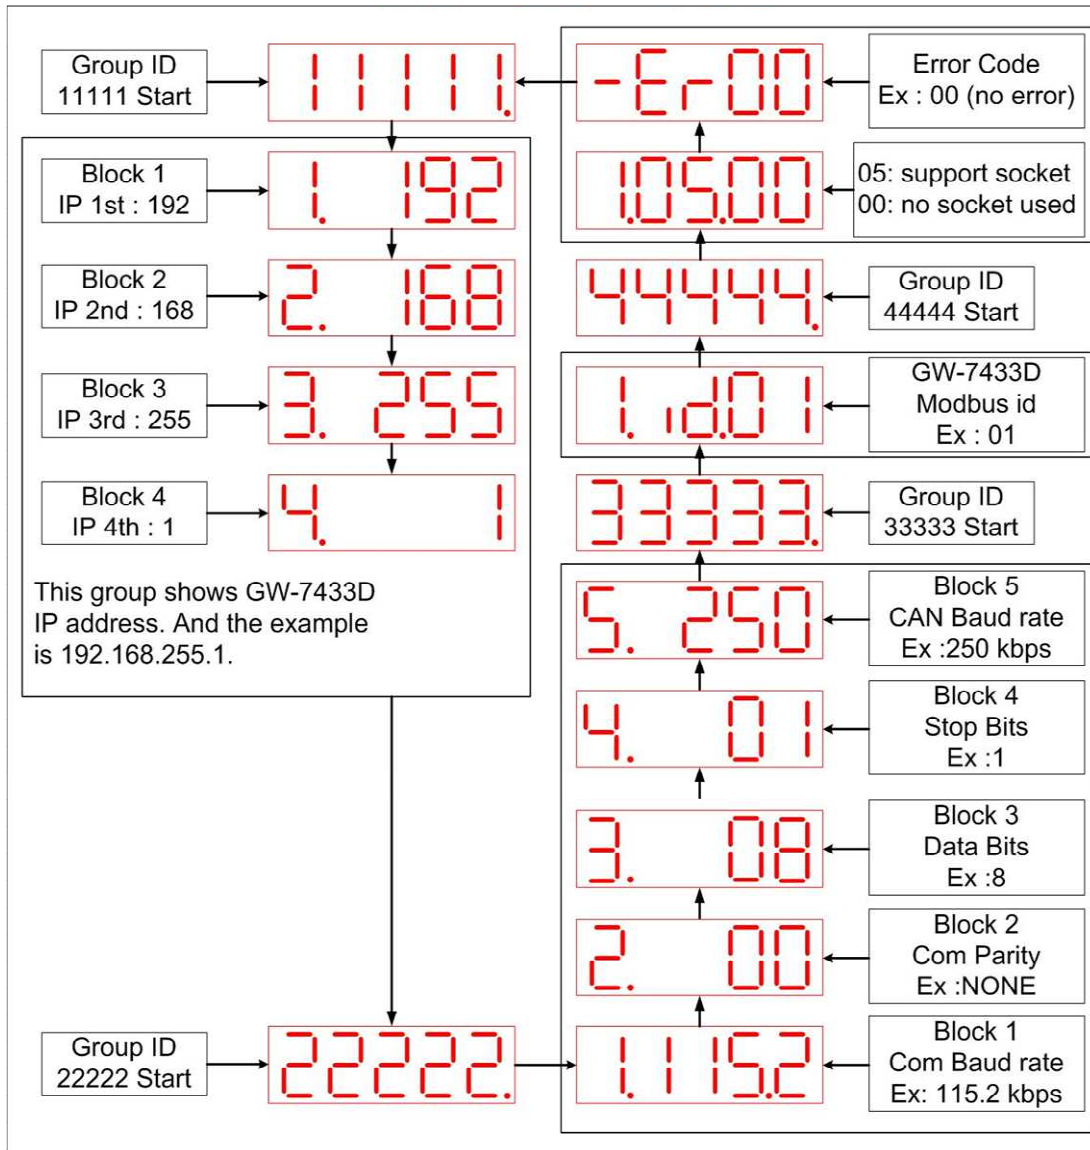 Group ID
11111 Start
11111.
Block 1
IP 1st : 192
1. 192
Block 2
IP 2nd : 168
2. 168
Block 3
IP 3rd : 255
3. 255
Block 4
IP 4th : 1
4. 1
This group shows GW-7433D
IP address. And the example
is 192.168.255.1.
Group ID
22222 Start
22222.
1.115.2
Block 1
Com Baud rate
Ex: 115.2 kbps
2. 00
Block 2
Com Parity
Ex :NONE
3. 08
Block 3
Data Bits
Ex :8
4. 01
Block 4
Stop Bits
Ex :1
5. 250
Block 5
CAN Baud rate
Ex :250 kbps
33333.
Group ID
33333 Start
1.id.01
GW-7433D
Modbus id
Ex : 01
44444.
Group ID
44444 Start
1.05.00
05: support socket
00: no socket used
-Er00
Error Code
Ex : 00 (no error)